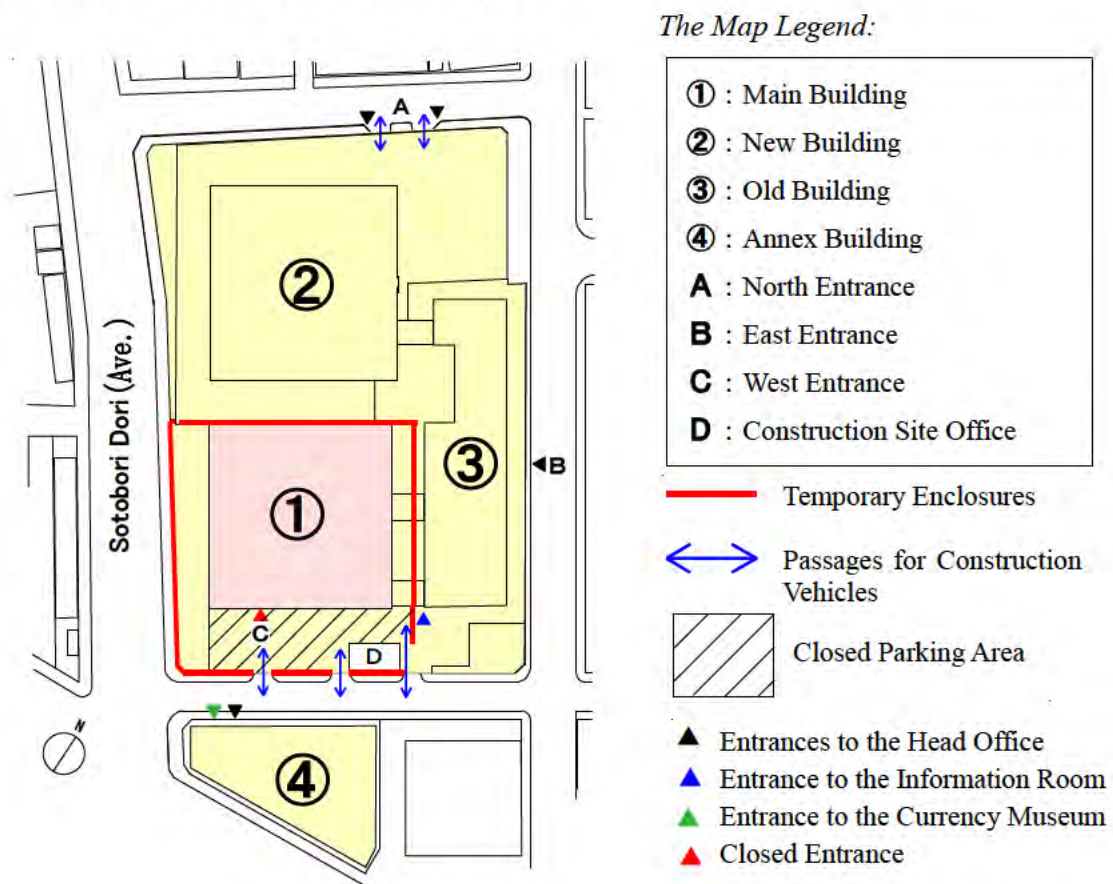 The Map Legend:
① : Main Building
② : New Building
③ : Old Building
④ : Annex Building
A : North Entrance
B : East Entrance
C : West Entrance
D : Construction Site Office
Temporary Enclosures
Passages for Construction
Vehicles
Closed Parking Area
▲ Entrances to the Head Office
▲ Entrance to the Information Room
▲ Entrance to the Currency Museum
▲ Closed Entrance
A
②
Sotobori Dori (Ave.)
③
B
①
C
D
N
④